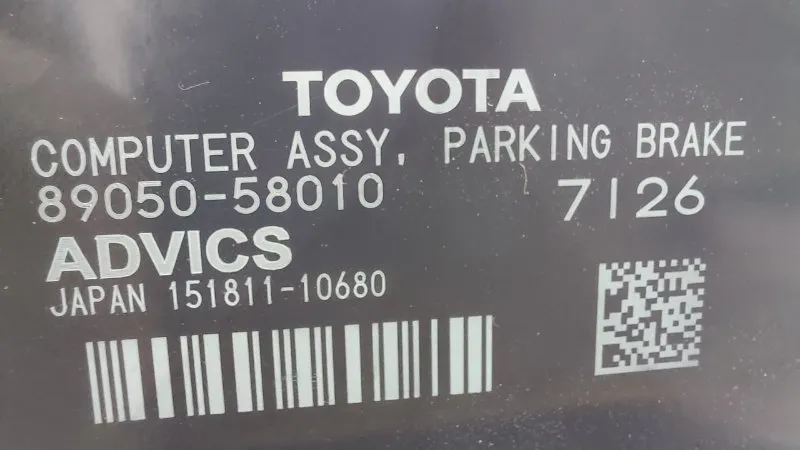 TOYOTA
COMPUTER ASSY, PARKING BRAKE
89050-58010 7126
ADVICS
JAPAN 151811-10680